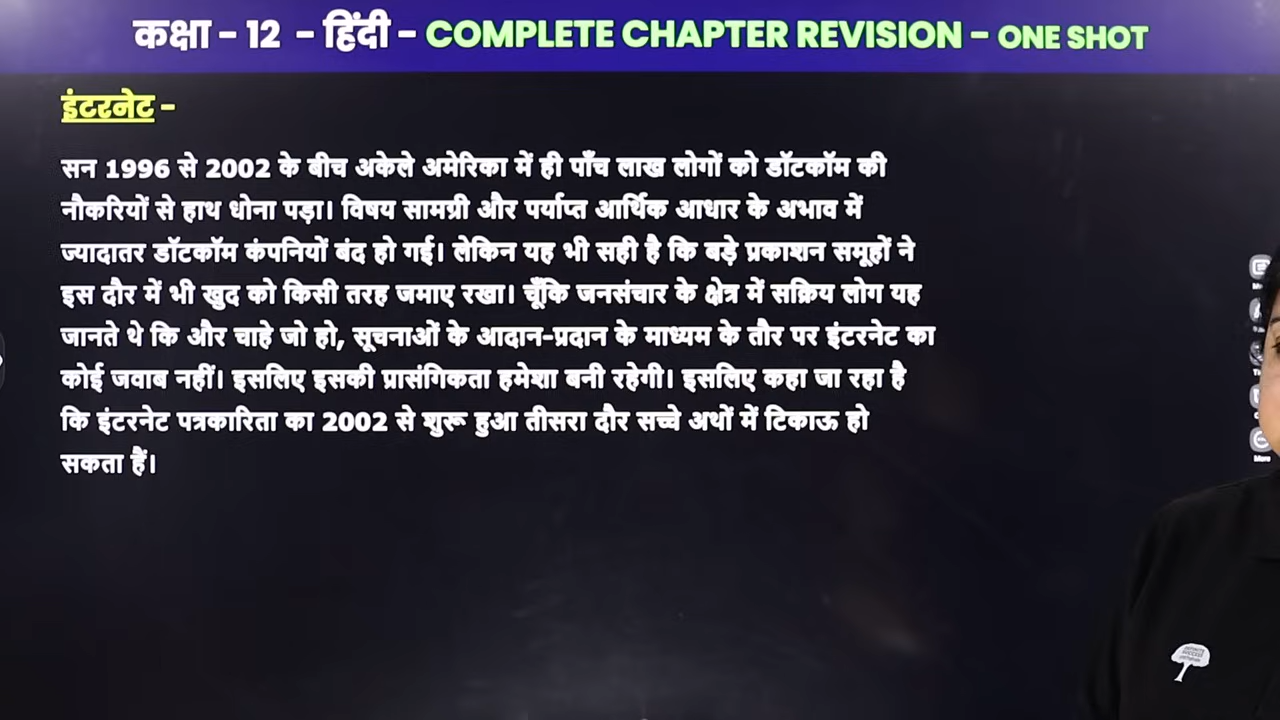 कक्षा - 12 - हिंदी - COMPLETE CHAPTER REVISION - ONE SHOT
इंटरनेट -
सन 1996 से 2002 के बीच अकेले अमेरिका में ही पाँच लाख लोगों को डॉटकॉम की
नौकरियों से हाथ धोना पड़ा। विषय सामग्री और पर्याप्त आर्थिक आधार के अभाव में
ज्यादातर डॉटकॉम कंपनियों बंद हो गई। लेकिन यह भी सही है कि बड़े प्रकाशन समूहों ने
इस दौर में भी खुद को किसी तरह जमाए रखा। चूँकि जनसंचार के क्षेत्र में सक्रिय लोग यह
जानते थे कि और चाहे जो हो, सूचनाओं के आदान-प्रदान के माध्यम के तौर पर इंटरनेट का
कोई जवाब नहीं। इसलिए इसकी प्रासंगिकता हमेशा बनी रहेगी। इसलिए कहा जा रहा है
कि इंटरनेट पत्रकारिता का 2002 से शुरू हुआ तीसरा दौर सच्चे अथों में टिकाऊ हो
सकता हैं।
More